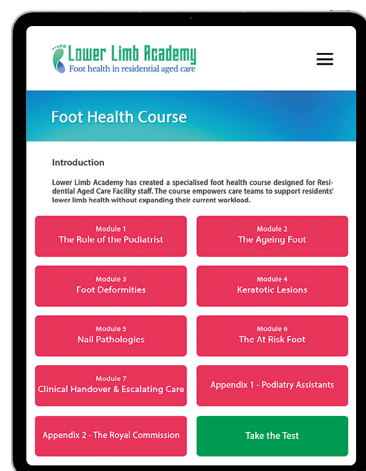 Lower Limb Academy
Foot health in residential aged care
Foot Health Course
Introduction
Lower Limb Academy has created a specialised foot health course designed for Resi-
dential Aged Care Facility staff. The course empowers care teams to support residents'
lower limb health without expanding their current workload.
Module 1
The Role of the Podiatrist
Module 2
The Ageing Foot
Module 3
Foot Deformities
Module 4
Keratotic Lesions
Module 5
Nail Pathologies
Module 6
The At Risk Foot
Module 7
Clinical Handover & Escalating Care
Appendix 1 - Podiatry Assistants
Appendix 2 - The Royal Commission
Take the Test